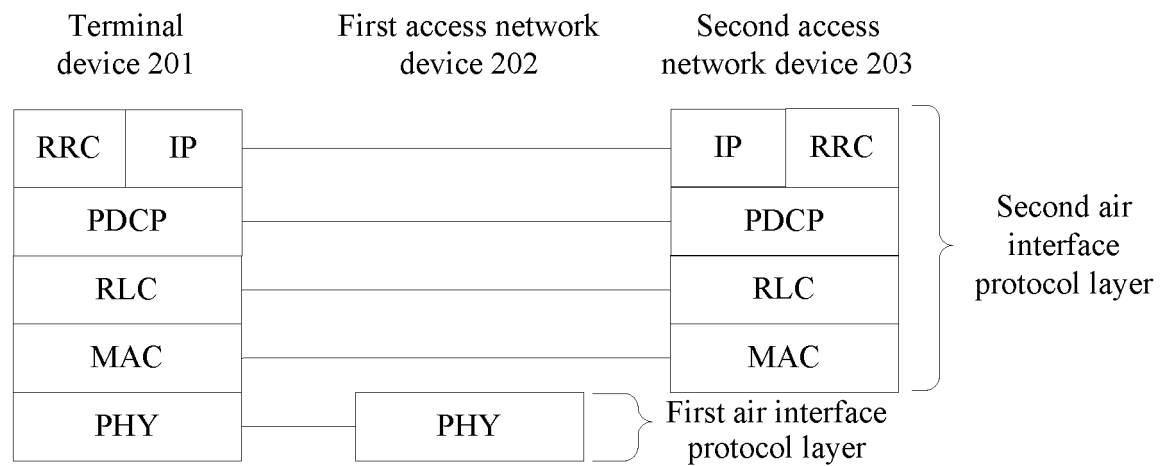 Terminal
device 201
First access network
device 202
Second access
network device 203
RRC IP IP RRC
PDCP PDCP
RLC RLC
MAC MAC
PHY PHY
Second air
interface
protocol layer
First air interface
protocol layer